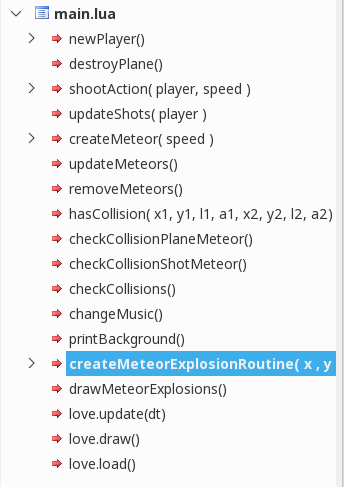 main.lua
newPlayer()
destroyPlane()
shootAction( player, speed )
updateShots( player )
createMeteor( speed )
updateMeteors()
removeMeteors()
hasCollision( x1, y1, l1, a1, x2, y2, l2, a2)
checkCollisionPlaneMeteor()
checkCollisionShotMeteor()
checkCollisions()
changeMusic()
printBackground()
createMeteorExplosionRoutine( x , y
drawMeteorExplosions()
love.update(dt)
love.draw()
love.load()